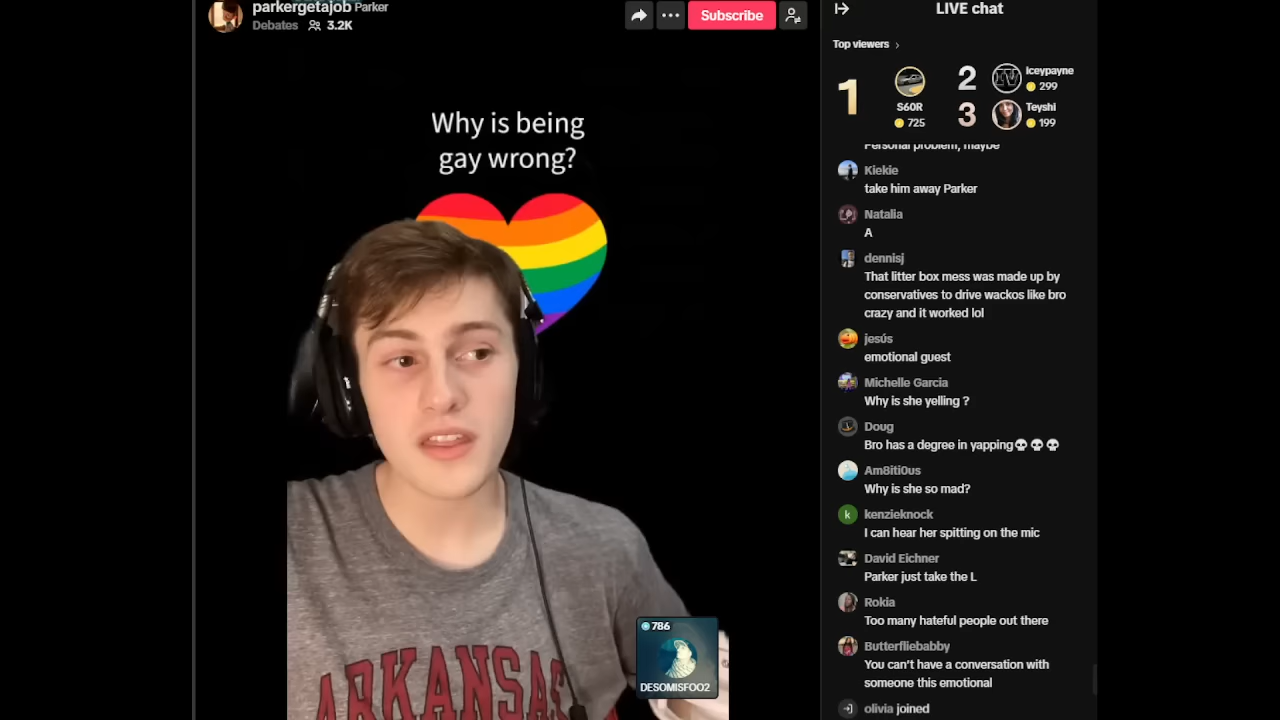 parkergetajob Parker
Debates 3.2K
Subscribe
Why is being
gay wrong?
ARKANSAS
786
DESOMISFOO2
LIVE chat
Top viewers
1
S60R
725
2
iceypayne
299
3
Teyshi
199
Personal problem, maybe
Kiekie
take him away Parker
Natalia
A
dennisj
That litter box mess was made up by
conservatives to drive wackos like bro
crazy and it worked lol
jesús
emotional guest
Michelle Garcia
Why is she yelling ?
Doug
Bro has a degree in yapping💀💀💀
Am8iti0us
Why is she so mad?
k
kenzieknock
I can hear her spitting on the mic
David Eichner
Parker just take the L
Rokia
Too many hateful people out there
Butterfliebabby
You can't have a conversation with
someone this emotional
olivia joined